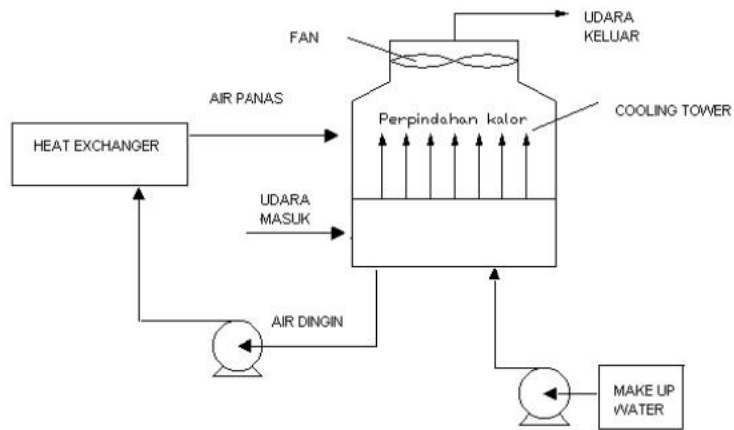 UDARA
KELUAR
FAN
AIR PANAS
Perpindahan kalor
COOLING TOWER
HEAT EXCHANGER
UDARA
MASUK
AIR DINGIN
MAKE UP
WATER